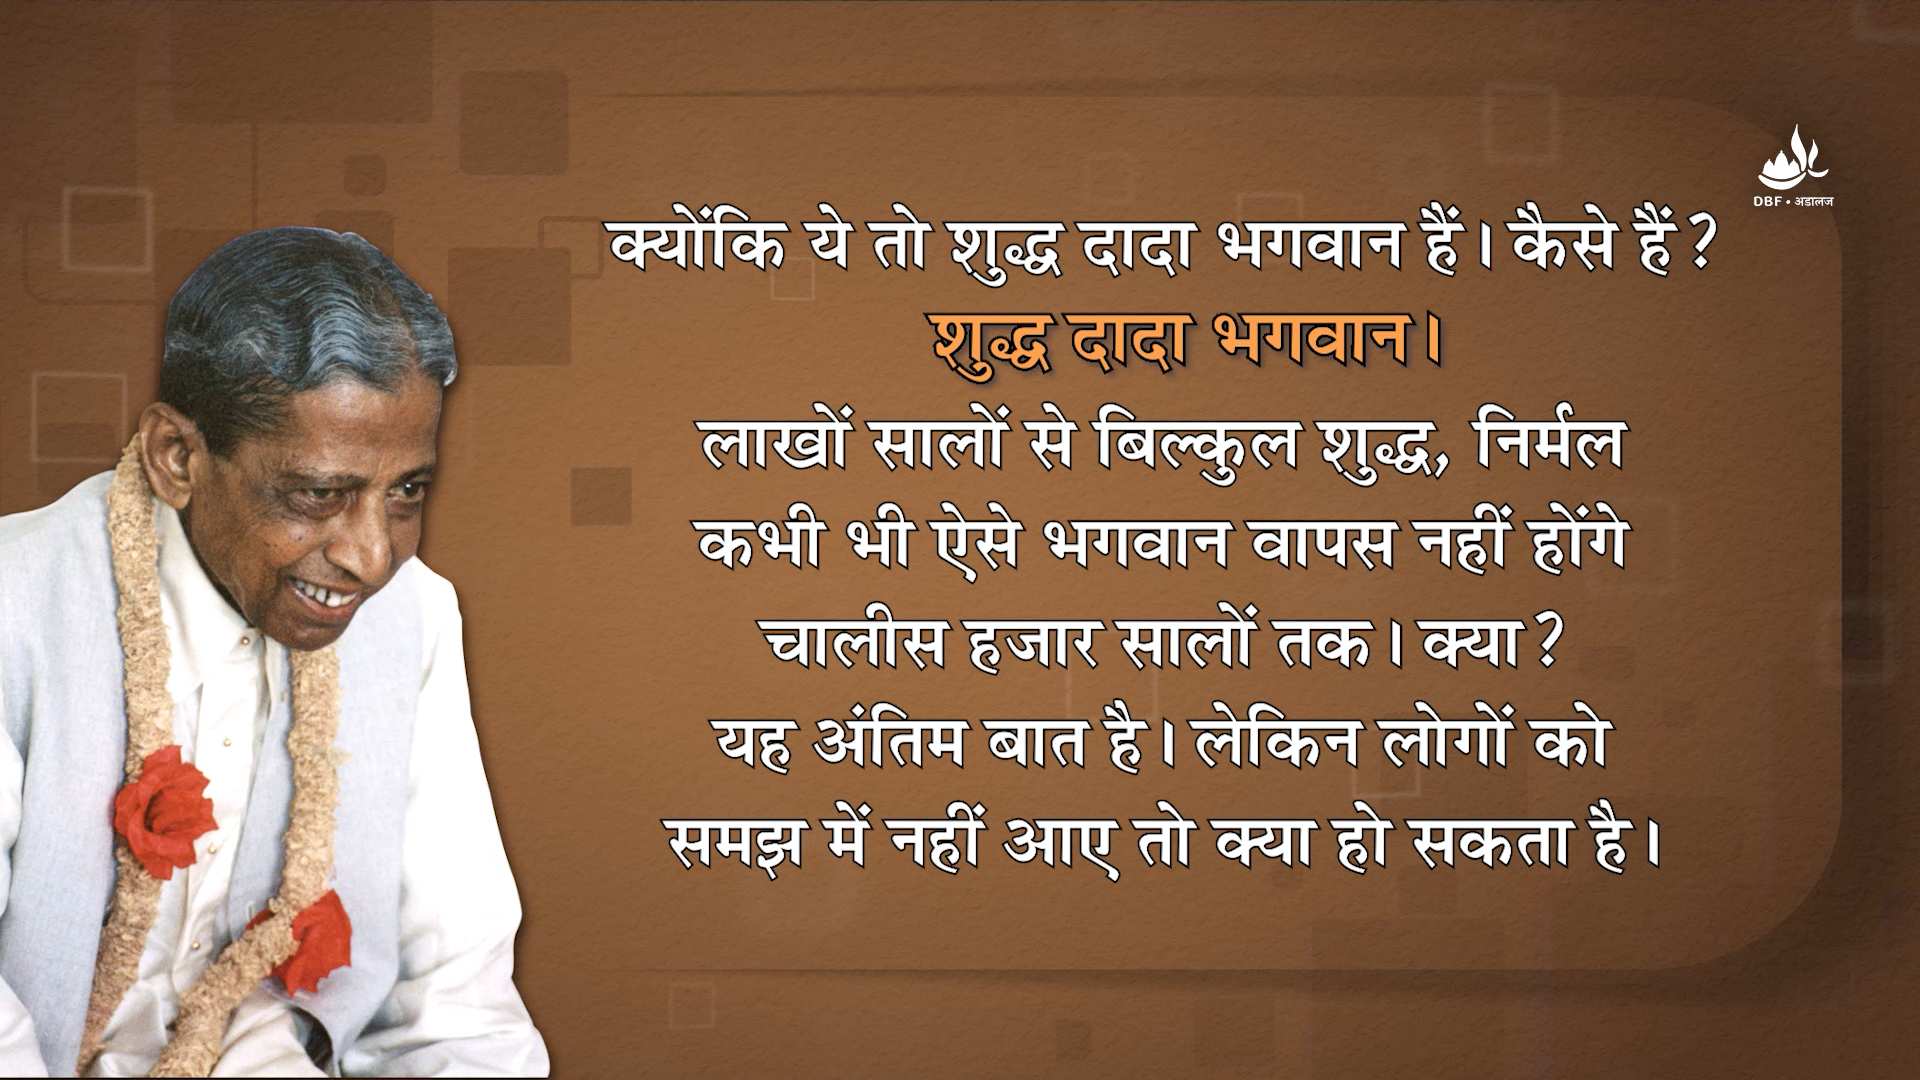 DBF • अडालज
क्योंकि ये तो शुद्ध दादा भगवान हैं। कैसे हैं?
शुद्ध दादा भगवान।
लाखों सालों से बिल्कुल शुद्ध, निर्मल
कभी भी ऐसे भगवान वापस नहीं होंगे
चालीस हजार सालों तक। क्या?
यह अंतिम बात है। लेकिन लोगों को
समझ में नहीं आए तो क्या हो सकता है।